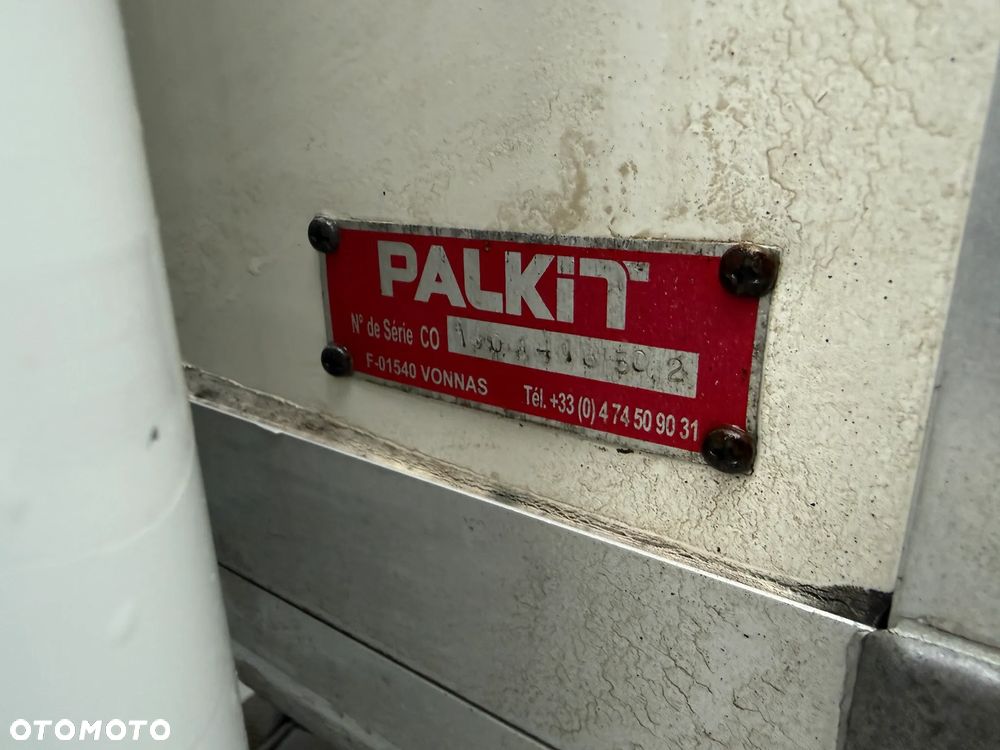 PALKiT
N° de Série CO
F-01540 VONNAS Tél. +33 (0) 4 74 50 90 31
OTOMOTO